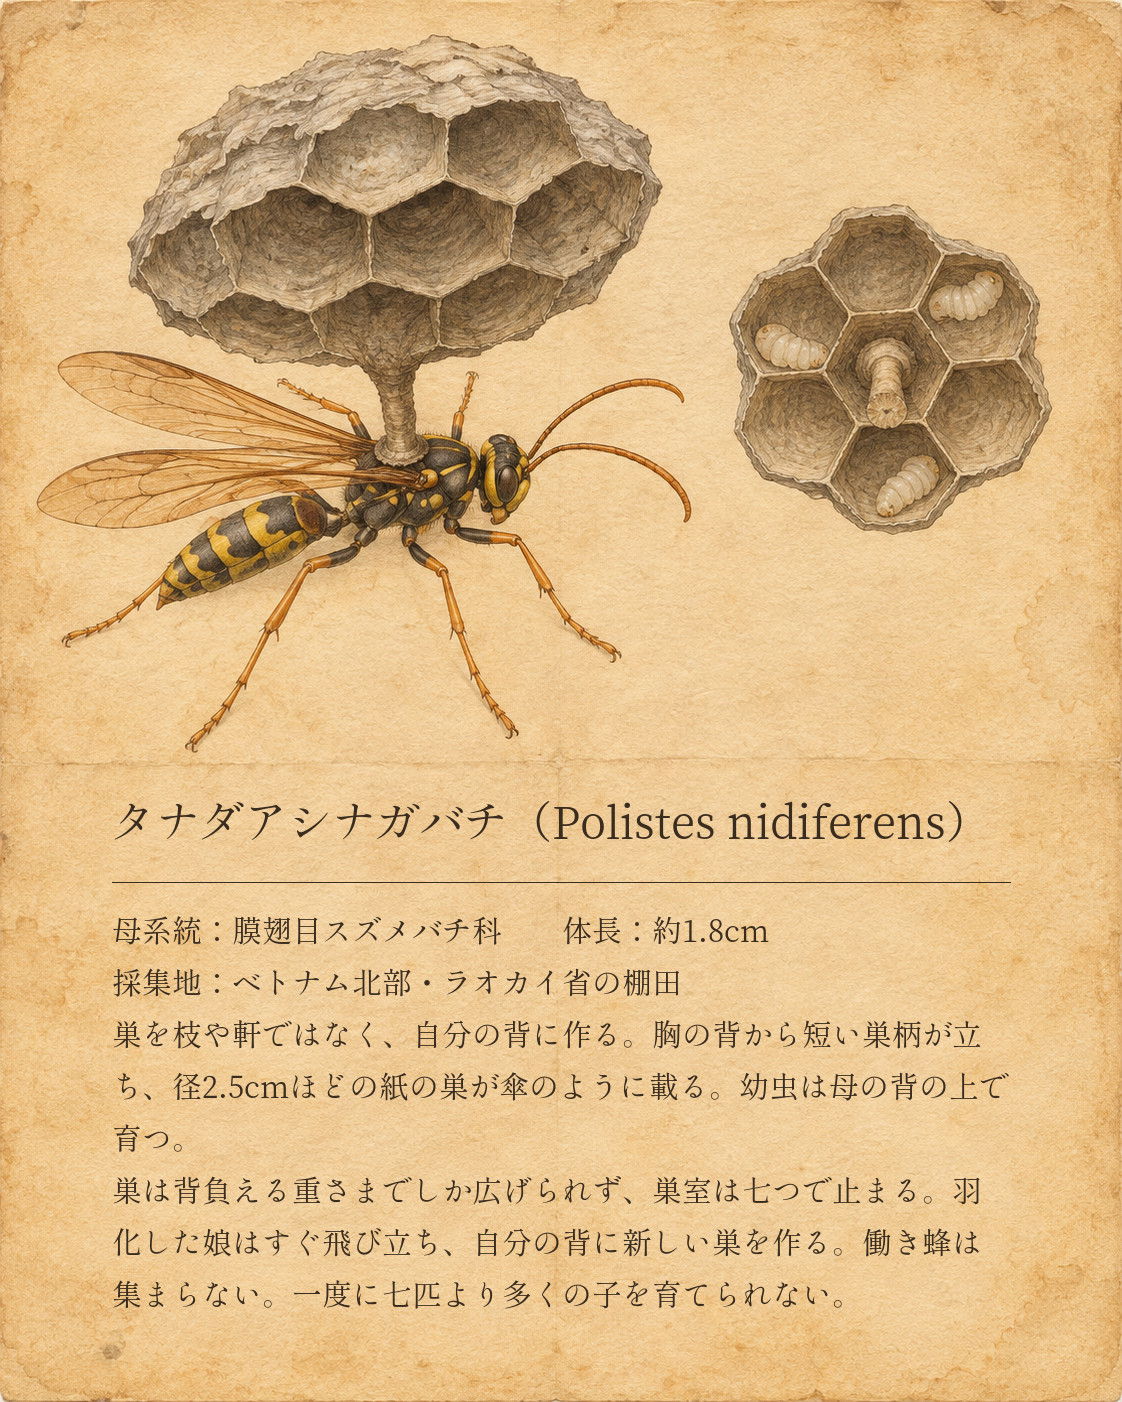 タナダアシナガバチ（Polistes nidiferens）
母系統：膜翅目スズメバチ科　　体長：約1.8cm
採集地：ベトナム北部・ラオカイ省の棚田
巣を枝や軒ではなく、自分の背に作る。胸の背から短い巣柄が立
ち、径2.5cmほどの紙の巣が傘のように載る。幼虫は母の背の上で
育つ。
巣は背負える重さまでしか広げられず、巣室は七つで止まる。羽
化した娘はすぐ飛び立ち、自分の背に新しい巣を作る。働き蜂は
集まらない。一度に七匹より多くの子を育てられない。